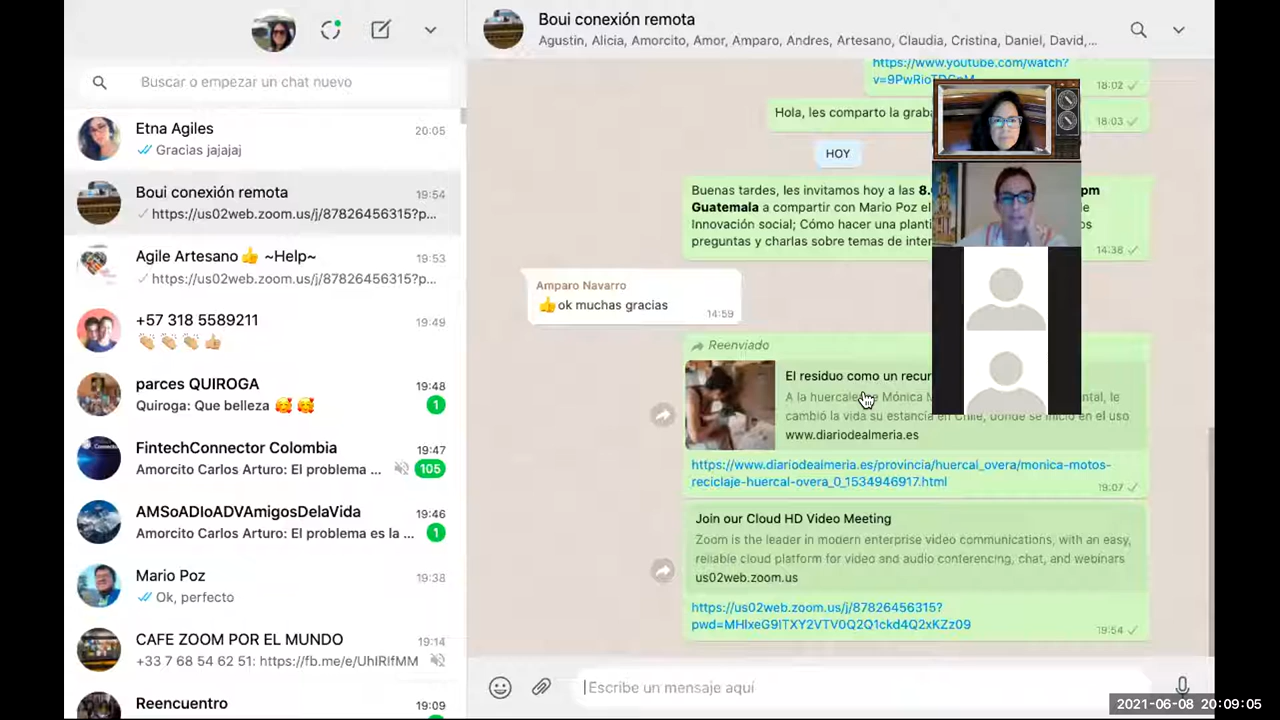 Buscar o empezar un chat nuevo
Etna Agiles
20:05
Gracias jajajaj
Boui conexión remota
19:54
https://us02web.zoom.us/j/87826456315?p...
Agile Artesano👍 ~Help~
19:53
https://us02web.zoom.us/j/87826456315?p...
+57 318 5589211
19:49
👏🏼 👏🏼 👏🏼 👍🏼
parces QUIROGA
19:48
Quiroga: Que belleza 🥰 🥰
1
FintechConnector Colombia
19:47
Amorcito Carlos Arturo: El problema ...
105
AMSoADIoADVAmigosDelaVida
19:46
Amorcito Carlos Arturo: El problema es la ...
1
Mario Poz
19:38
Ok, perfecto
CAFE ZOOM POR EL MUNDO
19:14
+33 7 68 54 62 51: https://fb.me/e/UhIRifMM
Reencuentro
19:09
Boui conexión remota
Agustin, Alicia, Amorcito, Amor, Amparo, Andres, Artesano, Claudia, Cristina, Daniel, David,...
https://www.youtube.com/watch?
18:02
Hola, les comparto la graba
18:03
HOY
Buenas tardes, les invitamos hoy a las 8. pm
Guatemala a compartir con Mario Poz el de
Innovación social; Cómo hacer una planti os
preguntas y charlas sobre temas de inter
14:38
Amparo Navarro
👍ok muchas gracias
14:59
Reenviado
El residuo como un recur
A la huercale e Mónica M tal, le
cambió la vida su estancia en Chile, donde se inició en el uso
www.diariodealmeria.es
https://www.diariodealmeria.es/provincia/huercal_overa/monica-motos-
reciclaje-huercal-overa_0_1534946917.html
19:07
Join our Cloud HD Video Meeting
Zoom is the leader in modern enterprise video communications, with an easy,
reliable cloud platform for video and audio conferencing, chat, and webinars
us02web.zoom.us
https://us02web.zoom.us/j/87826456315?
pwd=MHIxeG9ITXY2VTV0Q2Q1ckd4Q2xKZz09
19:54
Escribe un mensaje aquí
2021-06-08 20:09:05